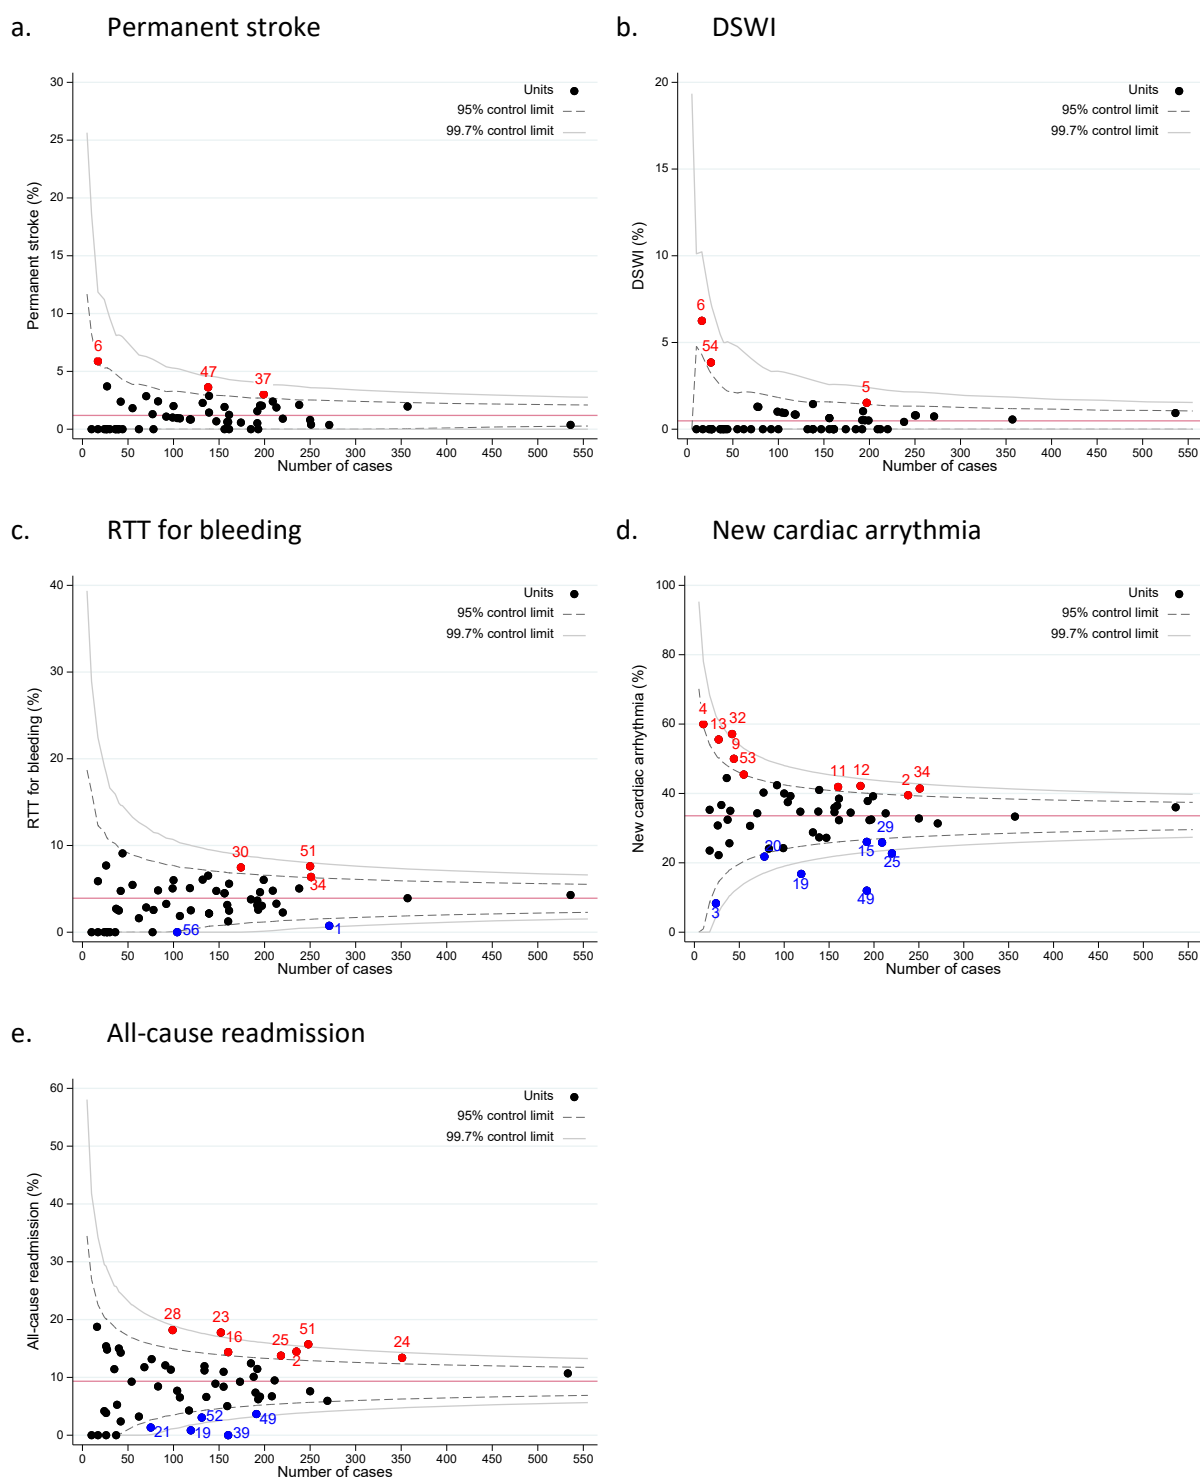 a. Permanent stroke
Permanent stroke (%)
30
25
20
15
10
5
0
Units
95% control limit
99.7% control limit
6
47
37
0 50 100 150 200 250 300 350 400 450 500 550
Number of cases
b. DSWI
DSWI (%)
20
15
10
5
0
Units
95% control limit
99.7% control limit
6
54
5
0 50 100 150 200 250 300 350 400 450 500 550
Number of cases
c. RTT for bleeding
RTT for bleeding (%)
40
30
20
10
0
Units
95% control limit
99.7% control limit
30
51
34
56
1
0 50 100 150 200 250 300 350 400 450 500 550
Number of cases
d. New cardiac arrythmia
New cardiac arrhythmia (%)
100
80
60
40
20
0
Units
95% control limit
99.7% control limit
4
13
32
9
53
11
12
2
34
29
20
15
25
19
49
3
0 50 100 150 200 250 300 350 400 450 500 550
Number of cases
e. All-cause readmission
All-cause readmission (%)
60
50
40
30
20
10
0
Units
95% control limit
99.7% control limit
28
23
16
25
51
2
24
52
49
21
19
39
0 50 100 150 200 250 300 350 400 450 500 550
Number of cases